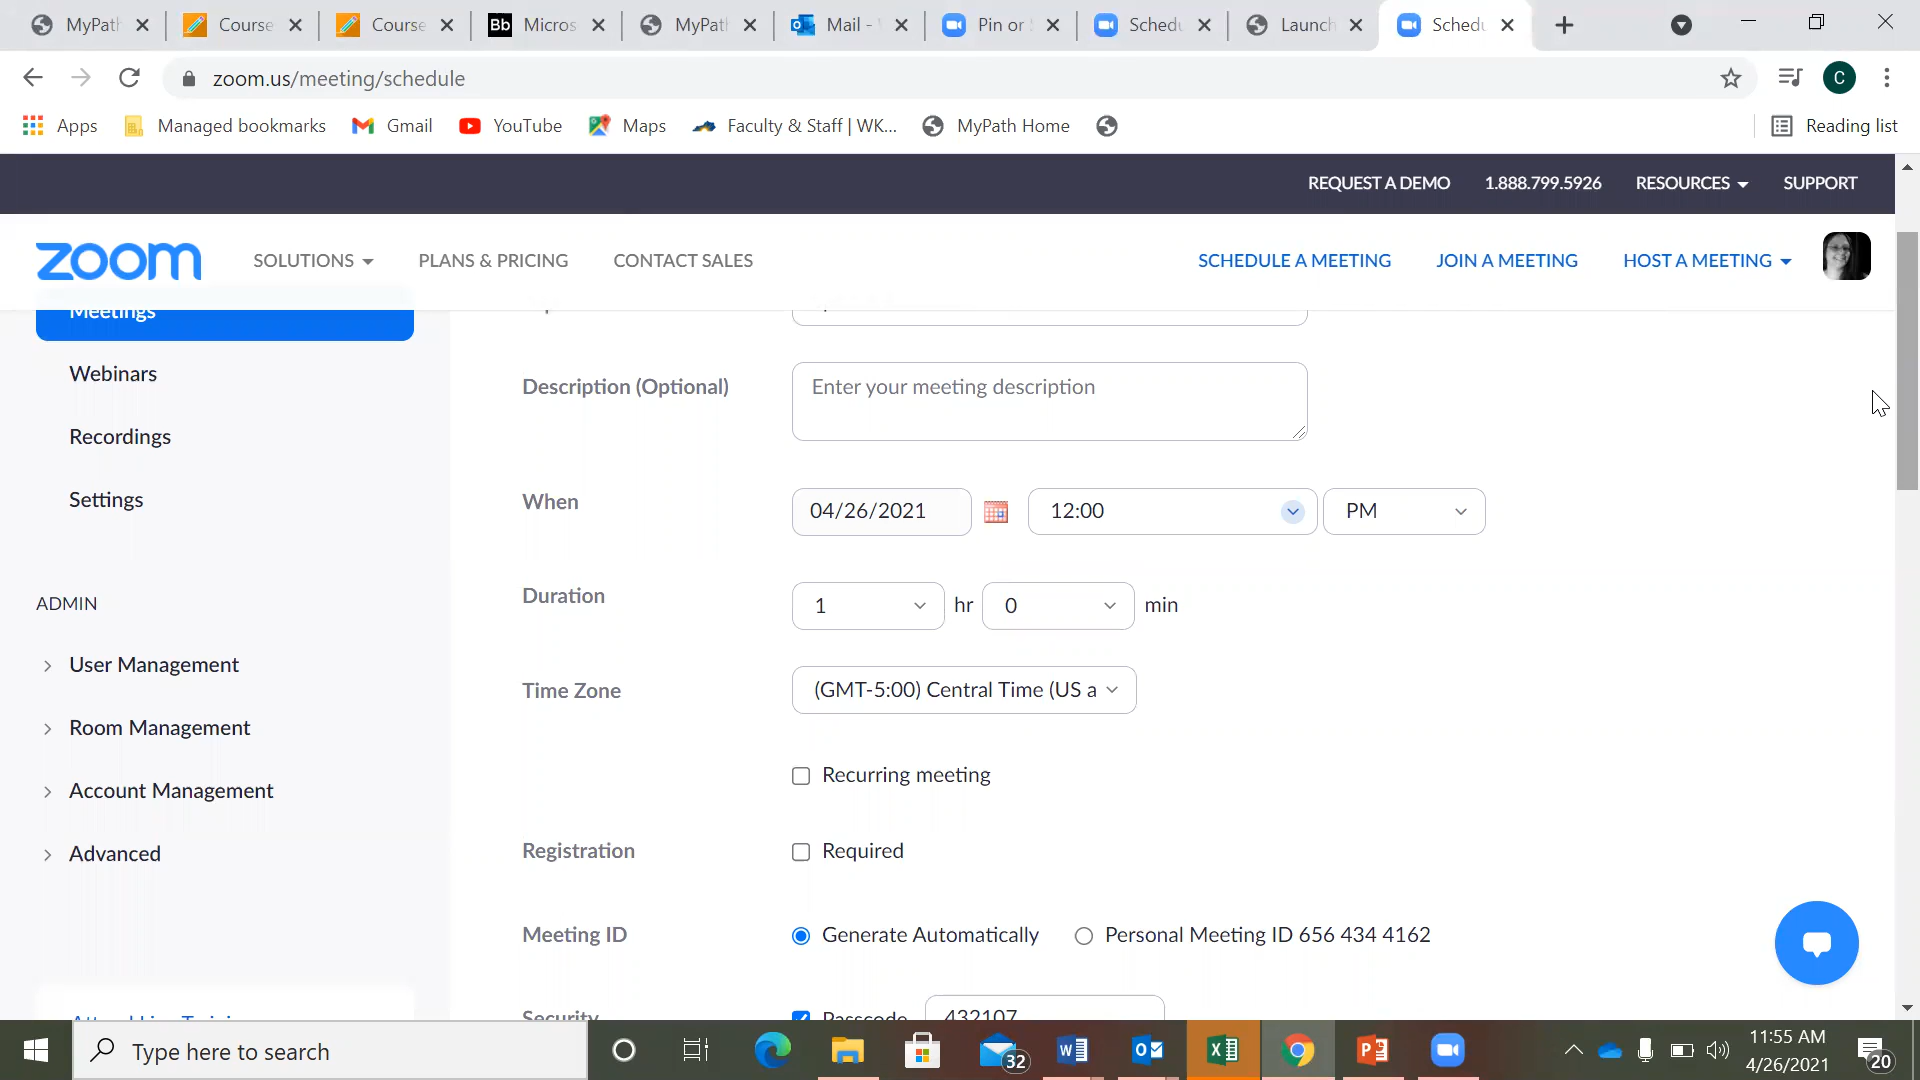 MyPath
Course
Course
Bb Micros
MyPath
Mail -
Pin or
Schedu
Launch
Schedu
zoom.us/meeting/schedule
C
Apps
Managed bookmarks
Gmail
YouTube
Maps
Faculty & Staff | WK...
MyPath Home
Reading list
REQUEST A DEMO
1.888.799.5926
RESOURCES
SUPPORT
zoom
SOLUTIONS
PLANS & PRICING
CONTACT SALES
SCHEDULE A MEETING
JOIN A MEETING
HOST A MEETING
Meetings
Webinars
Recordings
Settings
ADMIN
User Management
Room Management
Account Management
Advanced
Description (Optional)
Enter your meeting description
When
04/26/2021
12:00
PM
Duration
1 hr 0 min
Time Zone
(GMT-5:00) Central Time (US a
Recurring meeting
Registration
Required
Meeting ID
Generate Automatically
Personal Meeting ID 656 434 4162
Security
Passcode
432107
Type here to search
32
11:55 AM
4/26/2021
20